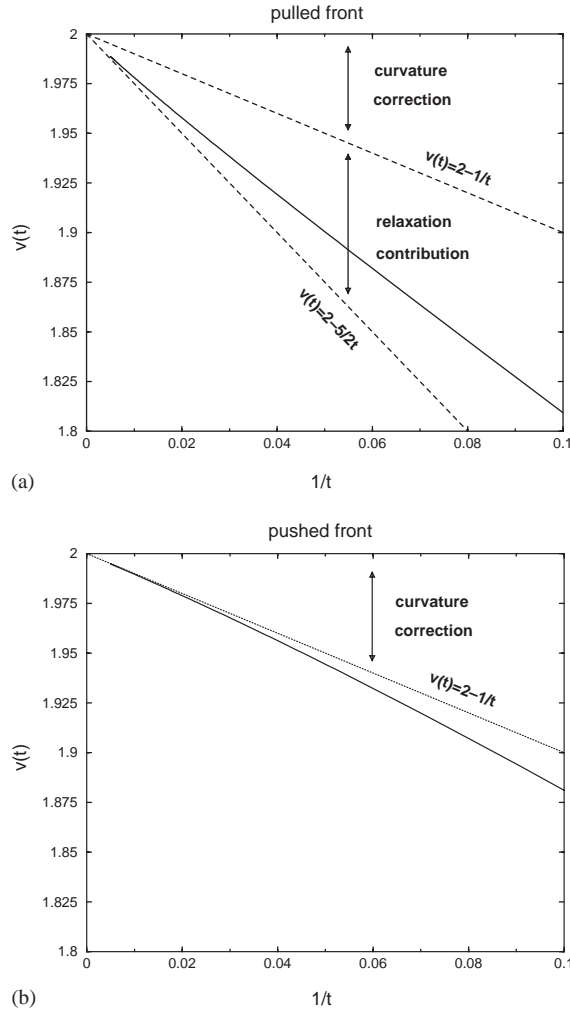 pulled front
2
1.975
1.95
1.925
1.9
1.875
1.85
1.825
1.8
v(t)
curvature
correction
v(t)=2–1/t
relaxation
contribution
v(t)=2–5/2t
0
0.02
0.04
0.06
0.08
0.1
(a)
1/t
pushed front
2
1.975
1.95
1.925
1.9
1.875
1.85
1.825
1.8
v(t)
curvature
correction
v(t)=2–1/t
0
0.02
0.04
0.06
0.08
0.1
(b)
1/t